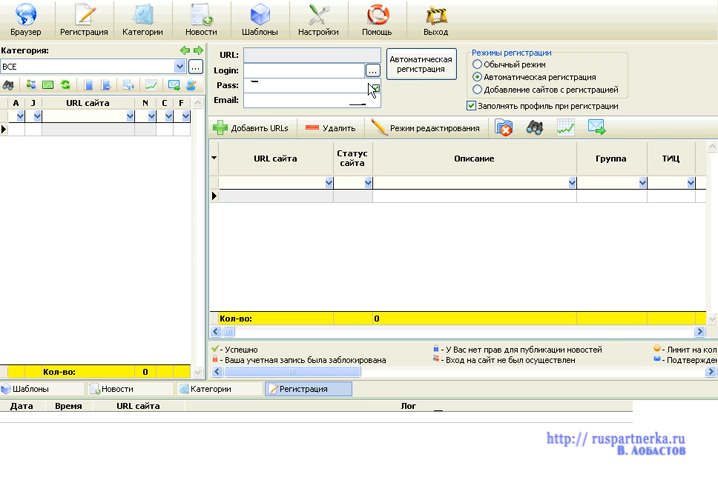 Браузер Регистрация Категории Новости Шаблоны Настройки Помощь Выход
Категория:
ВСЕ
URL:
Login:
Pass:
Email:
Автоматическая
регистрация
Режимы регистрации
Обычный режим
Автоматическая регистрация
Добавление сайтов с регистрацией
Заполнять профиль при регистрации
A J URL сайта N C F
Добавить URLs Удалить Режим редактирования
URL сайта Статус сайта Описание Группа ТИЦ
Кол-во: 0
- Успешно - У Вас нет прав для публикации новостей - Лимит на кол
- Ваша учетная запись была заблокирована - Вход на сайт не был осуществлен - Подтвержден
Кол-во: 0
Шаблоны Новости Категории Регистрация
Дата Время URL сайта Лог
http:// ruspartnerka.ru
В. Лобастов